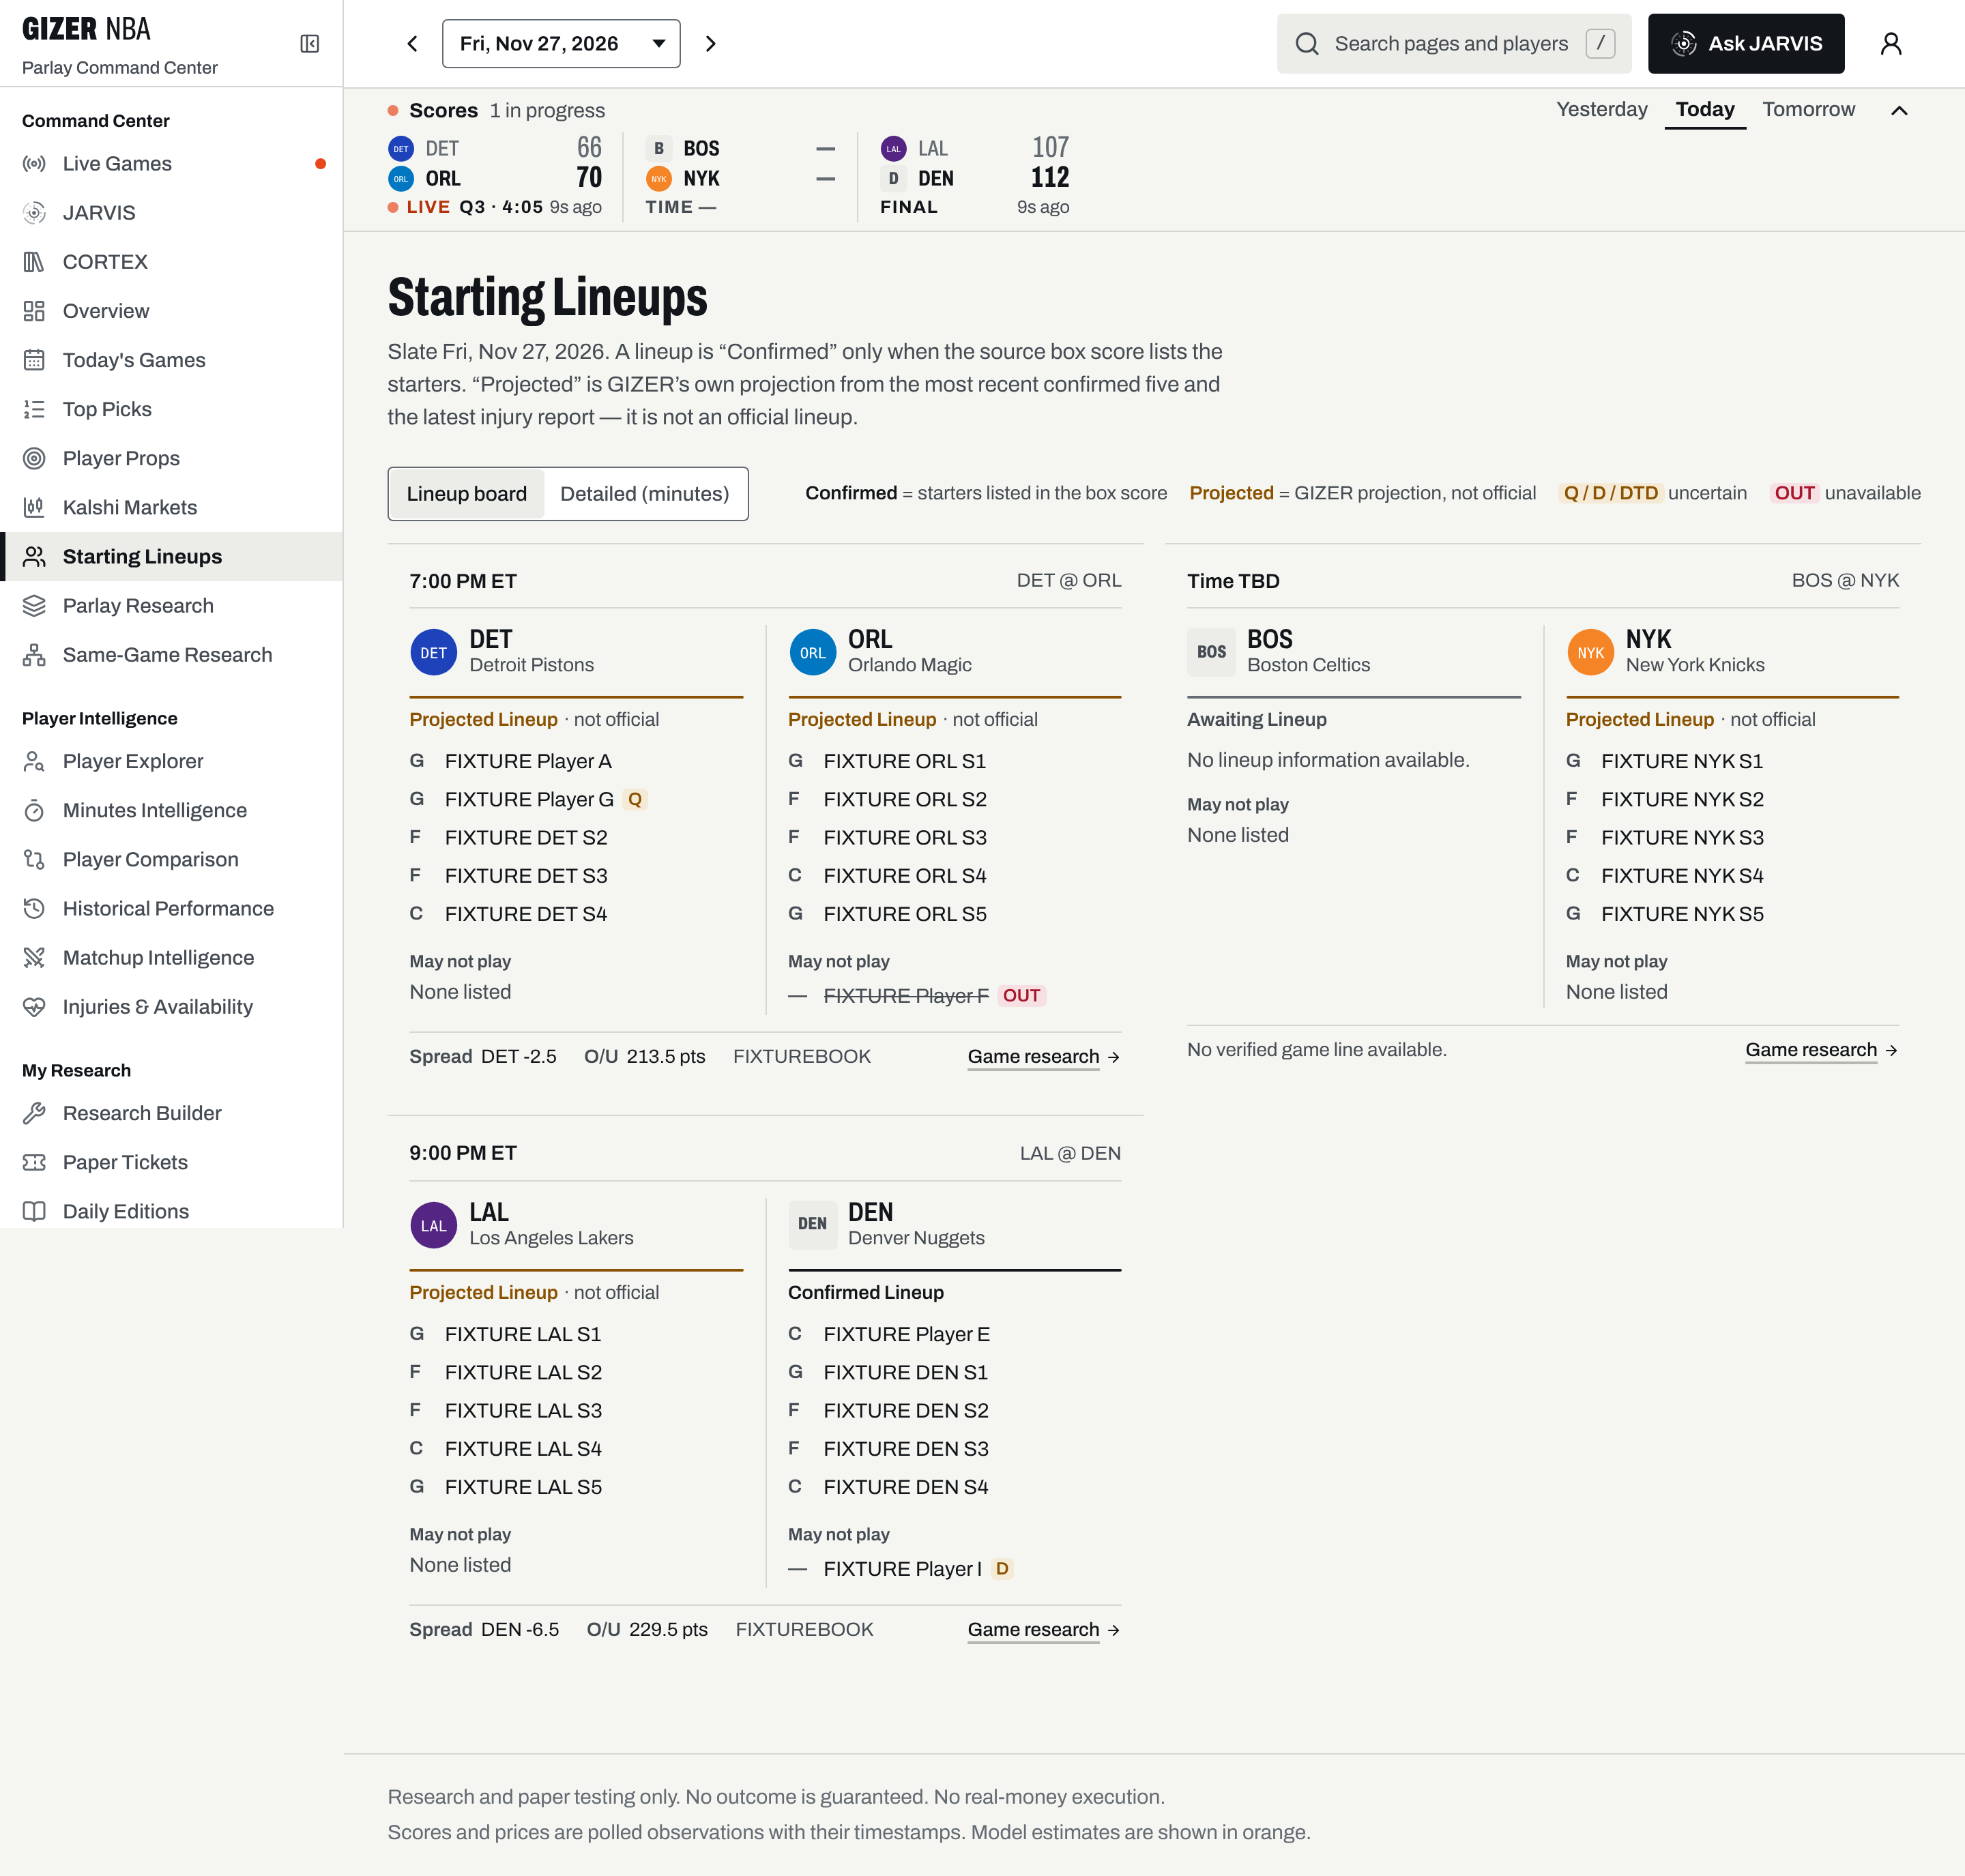 GIZER NBA
Parlay Command Center
Fri, Nov 27, 2026
Search pages and players /
Ask JARVIS
Command Center
Live Games
JARVIS
CORTEX
Overview
Today's Games
Top Picks
Player Props
Kalshi Markets
Starting Lineups
Parlay Research
Same-Game Research
Player Intelligence
Player Explorer
Minutes Intelligence
Player Comparison
Historical Performance
Matchup Intelligence
Injuries & Availability
My Research
Research Builder
Paper Tickets
Daily Editions
Scores 1 in progress
Yesterday Today Tomorrow
DET DET 66
ORL ORL 70
LIVE Q3 · 4:05 9s ago
B BOS —
NYK NYK —
TIME —
LAL LAL 107
D DEN 112
FINAL 9s ago
Starting Lineups
Slate Fri, Nov 27, 2026. A lineup is “Confirmed” only when the source box score lists the
starters. “Projected” is GIZER’s own projection from the most recent confirmed five and
the latest injury report — it is not an official lineup.
Lineup board Detailed (minutes)
Confirmed = starters listed in the box score Projected = GIZER projection, not official Q / D / DTD uncertain OUT unavailable
7:00 PM ET DET @ ORL
DET DET
Detroit Pistons
Projected Lineup · not official
G FIXTURE Player A
G FIXTURE Player G Q
F FIXTURE DET S2
F FIXTURE DET S3
C FIXTURE DET S4
May not play
None listed
ORL ORL
Orlando Magic
Projected Lineup · not official
G FIXTURE ORL S1
F FIXTURE ORL S2
F FIXTURE ORL S3
C FIXTURE ORL S4
G FIXTURE ORL S5
May not play
— FIXTURE Player F OUT
Spread DET -2.5 O/U 213.5 pts FIXTUREBOOK Game research →
Time TBD BOS @ NYK
BOS BOS
Boston Celtics
Awaiting Lineup
No lineup information available.
May not play
None listed
NYK NYK
New York Knicks
Projected Lineup · not official
G FIXTURE NYK S1
F FIXTURE NYK S2
F FIXTURE NYK S3
C FIXTURE NYK S4
G FIXTURE NYK S5
May not play
None listed
No verified game line available. Game research →
9:00 PM ET LAL @ DEN
LAL LAL
Los Angeles Lakers
Projected Lineup · not official
G FIXTURE LAL S1
F FIXTURE LAL S2
F FIXTURE LAL S3
C FIXTURE LAL S4
G FIXTURE LAL S5
May not play
None listed
DEN DEN
Denver Nuggets
Confirmed Lineup
C FIXTURE Player E
G FIXTURE DEN S1
F FIXTURE DEN S2
F FIXTURE DEN S3
C FIXTURE DEN S4
May not play
— FIXTURE Player I D
Spread DEN -6.5 O/U 229.5 pts FIXTUREBOOK Game research →
Research and paper testing only. No outcome is guaranteed. No real-money execution.
Scores and prices are polled observations with their timestamps. Model estimates are shown in orange.